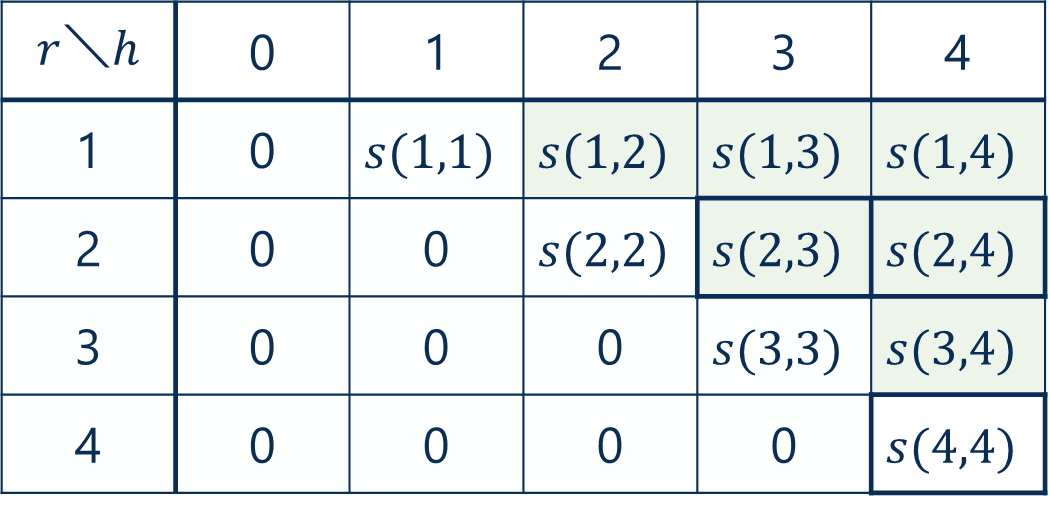 r＼h 0 1 2 3 4
1 0 s(1,1) s(1,2) s(1,3) s(1,4)
2 0 0 s(2,2) s(2,3) s(2,4)
3 0 0 0 s(3,3) s(3,4)
4 0 0 0 0 s(4,4)